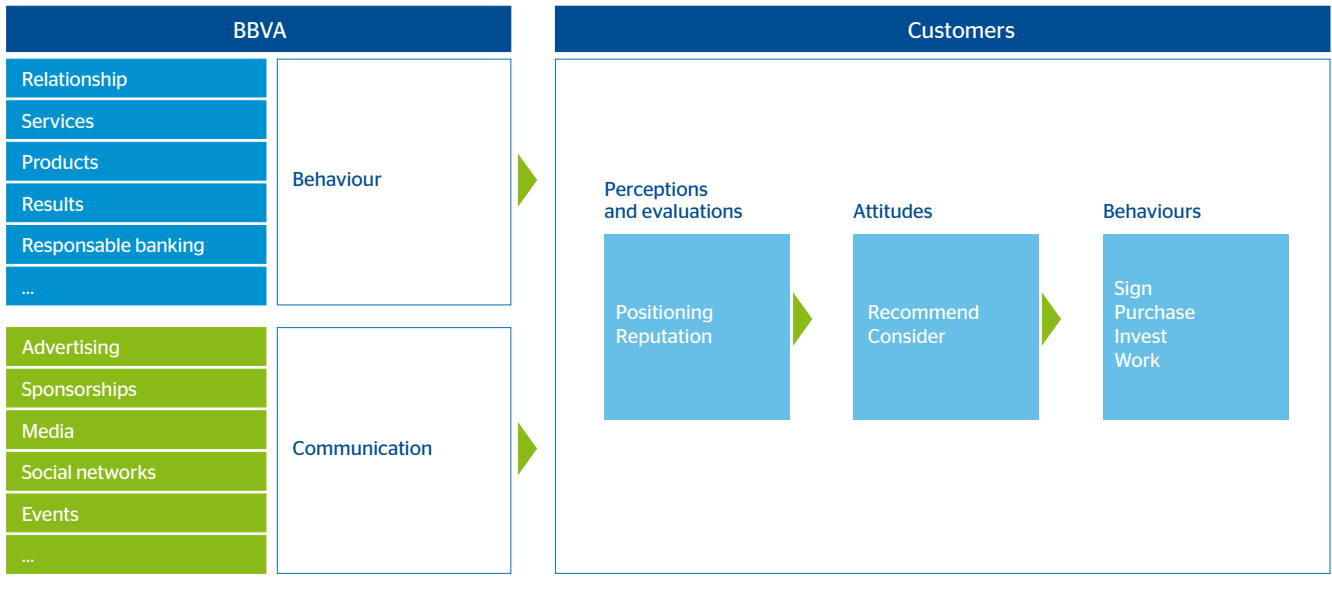 BBVA
Relationship
Services
Products
Results
Responsable banking
...
Behaviour
Advertising
Sponsorships
Media
Social networks
Events
...
Communication
Customers
Perceptions
and evaluations
Positioning
Reputation
Attitudes
Recommend
Consider
Behaviours
Sign
Purchase
Invest
Work